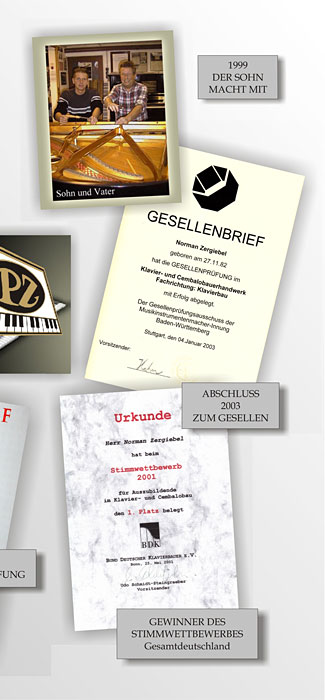 1999
DER SOHN
MACHT MIT
Sohn und Vater
GESELLENBRIEF
Norman Zergiebel
geboren am 27.11.82
hat die GESELLENPRÜFUNG im
Klavier- und Cembalobauerhandwerk
Fachrichtung: Klavierbau
mit Erfolg abgelegt.
Der Gesellenprüfungsausschuss der
Musikinstrumentenmacher-Innung
Baden-Württemberg
Stuttgart, den 04.Januar 2003
Vorsitzender:
PZ
ABSCHLUSS
2003
ZUM GESELLEN
F
Urkunde
Herr Norman Zergiebel
hat beim
Stimmwettbewerb
2001
für Auszubildende
im Klavier- und Cembalobau
den 1. Platz belegt
BDK
BUND DEUTSCHER KLAVIERBAUER E.V.
Bonn, 20. Mai 2001
Udo Schmidt-Steingraeber
Vorsitzender
FUNG
GEWINNER DES
STIMMWETTBEWERBES
Gesamtdeutschland